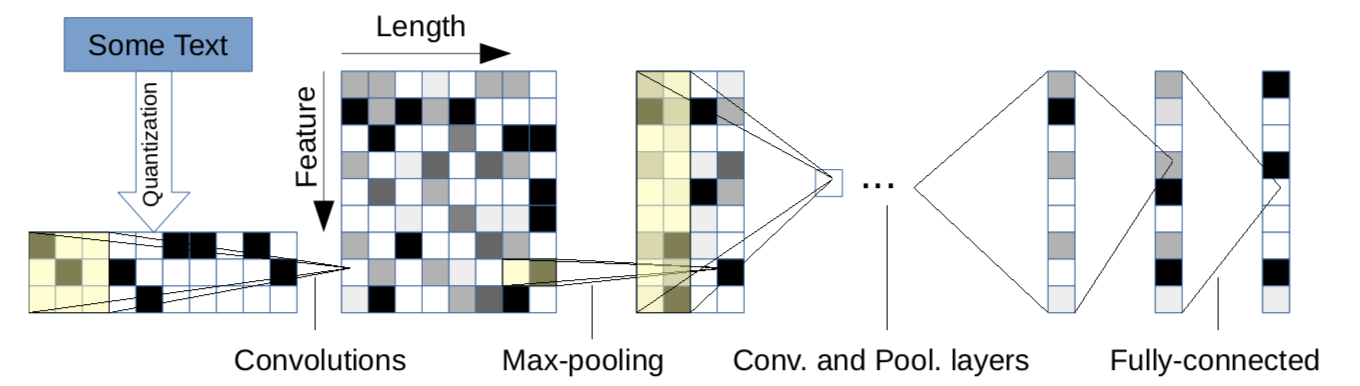 Some Text
Quantization
Length
Feature
...
Convolutions
Max-pooling
Conv. and Pool. layers
Fully-connected